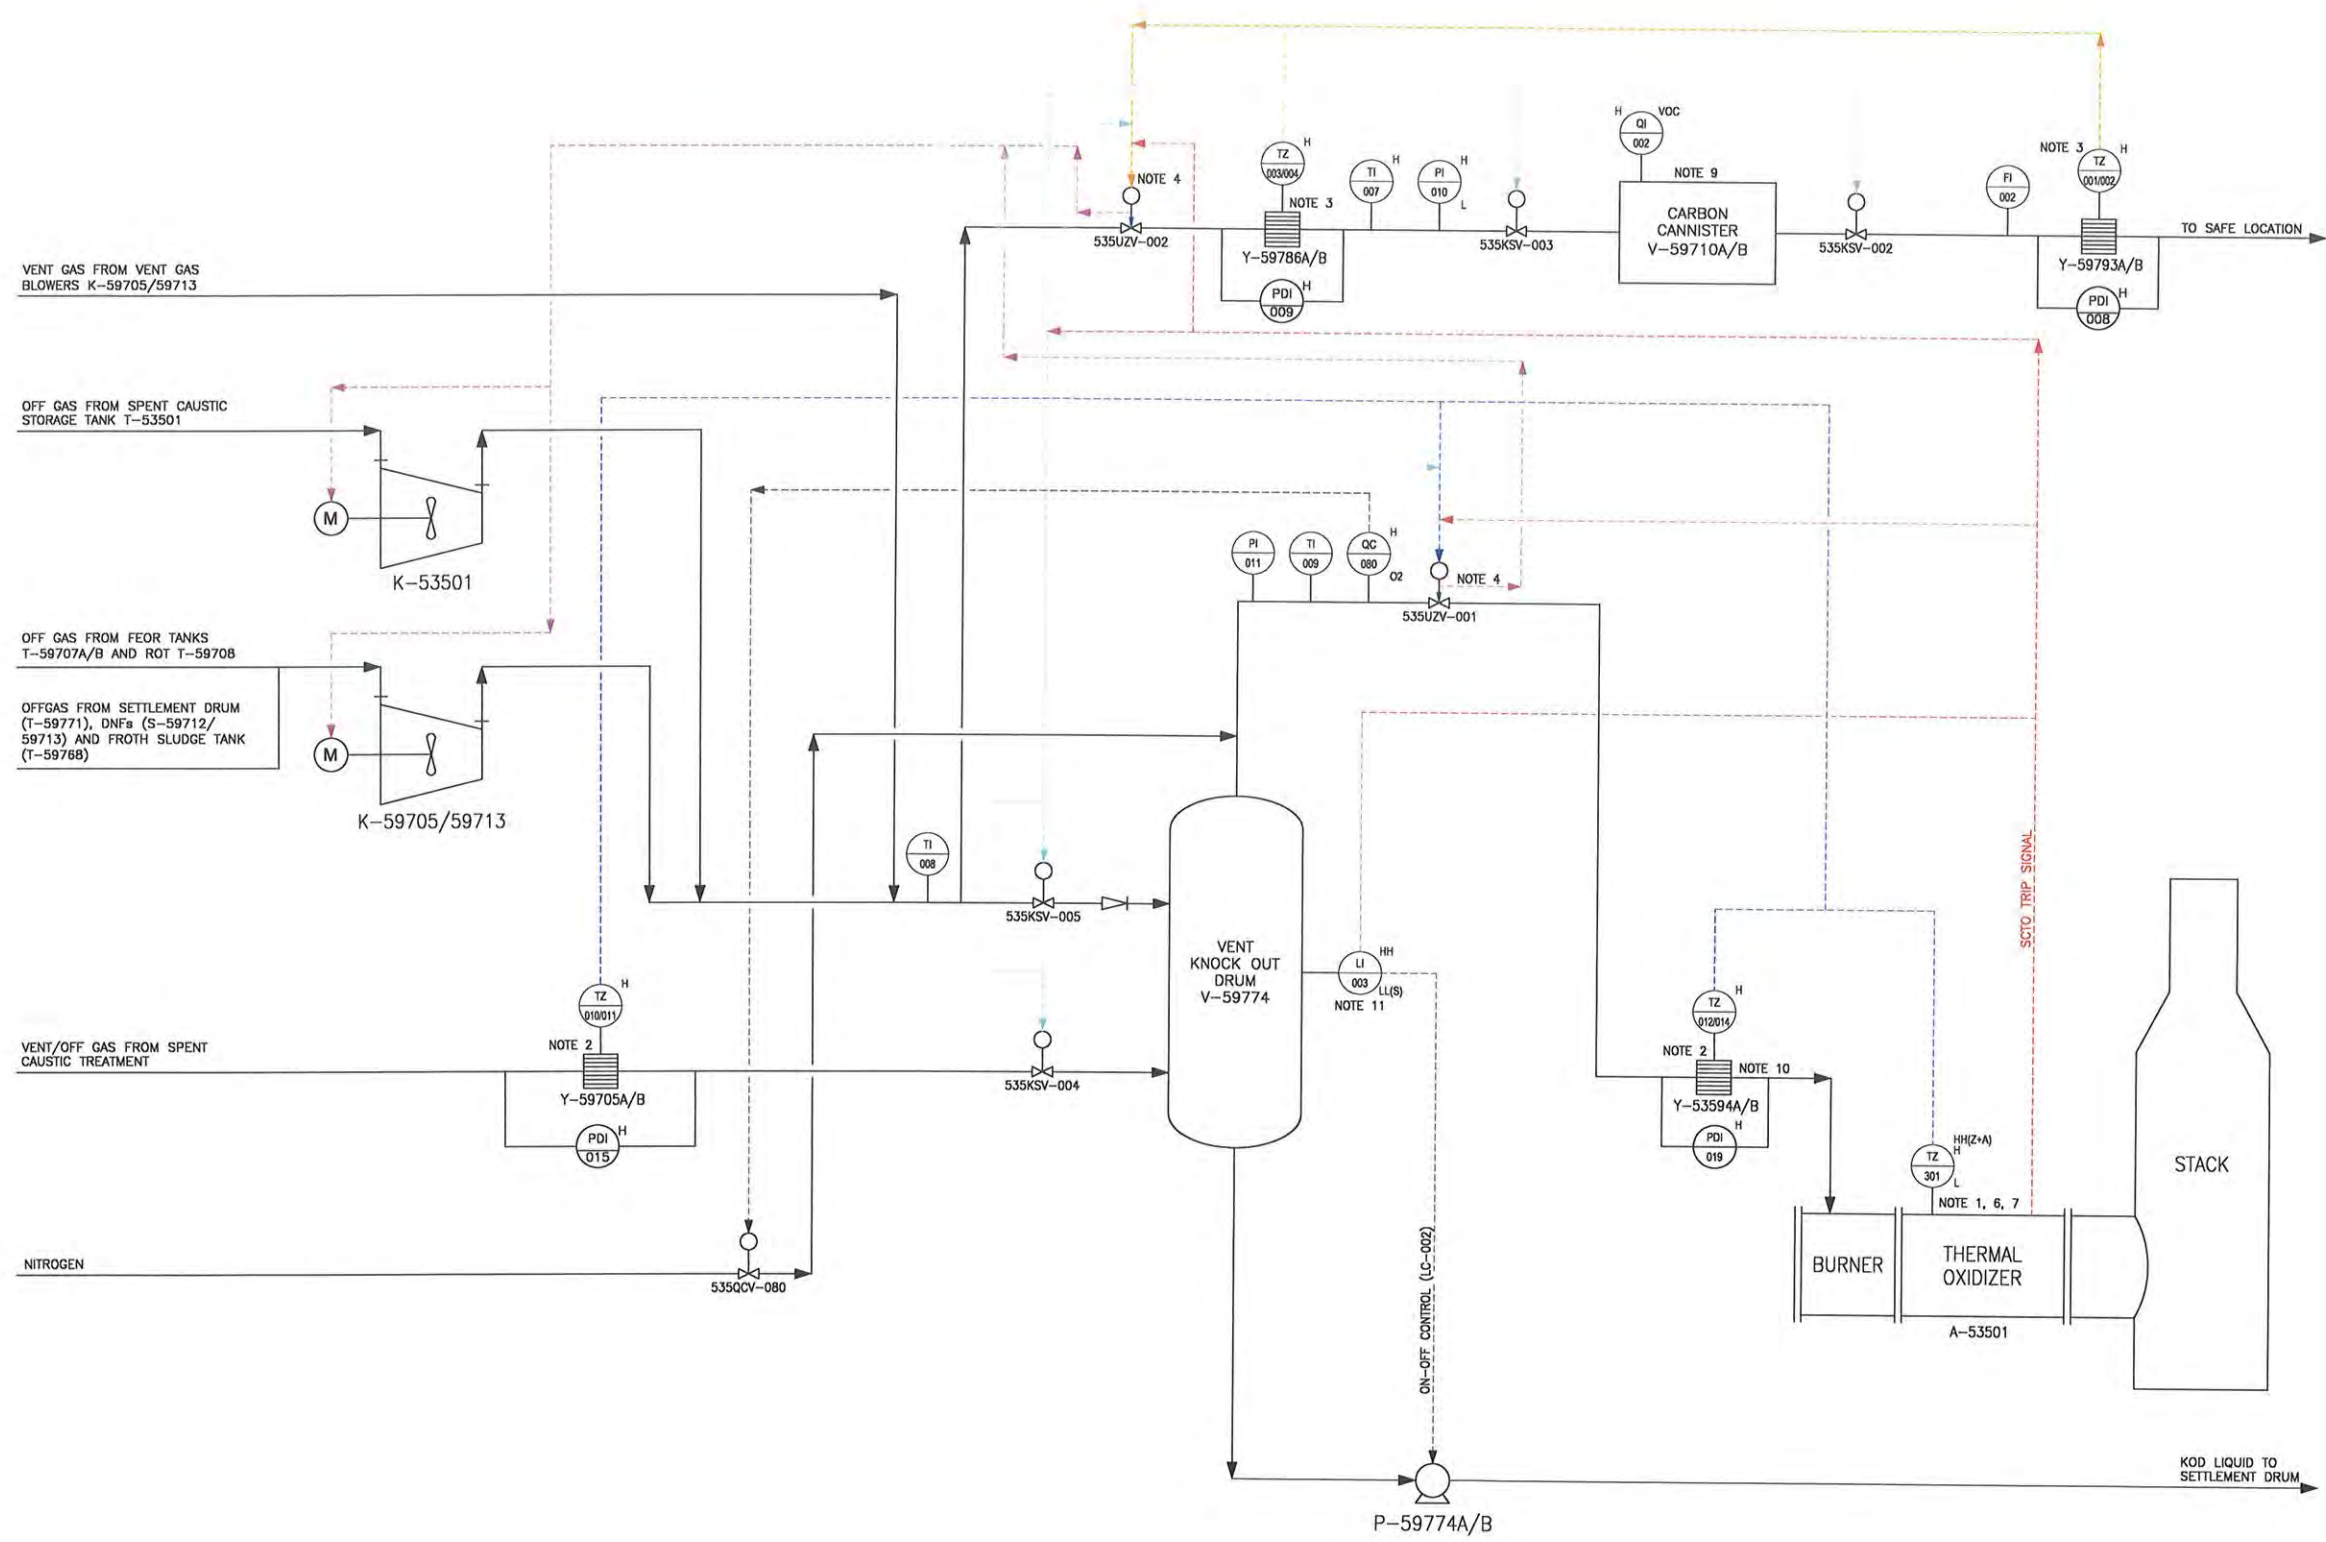 NOTE 4
535UZV-002
TZ
003/004
H
NOTE 3
Y-59786A/B
PDI
009
H
TI
007
H
PI
010
H
L
535KSV-003
H
QI
002
VOC
NOTE 9
CARBON
CANNISTER
V-59710A/B
535KSV-002
FI
002
NOTE 3
TZ
001/002
H
Y-59793A/B
PDI
008
H
TO SAFE LOCATION
VENT GAS FROM VENT GAS
BLOWERS K-59705/59713
OFF GAS FROM SPENT CAUSTIC
STORAGE TANK T-53501
M
K-53501
OFF GAS FROM FEOR TANKS
T-59707A/B AND ROT T-59708
OFFGAS FROM SETTLEMENT DRUM
(T-59771), DNFs (S-59712/
59713) AND FROTH SLUDGE TANK
(T-59768)
M
K-59705/59713
PI
011
TI
009
QC
080
H
O2
NOTE 4
535UZV-001
TI
008
535KSV-005
VENT
KNOCK OUT
DRUM
V-59774
LI
003
HH
LL(S)
NOTE 11
SCTO TRIP SIGNAL
VENT/OFF GAS FROM SPENT
CAUSTIC TREATMENT
NOTE 2
TZ
010/011
H
Y-59705A/B
PDI
015
H
535KSV-004
NOTE 2
TZ
012/014
H
NOTE 10
Y-53594A/B
PDI
019
H
TZ
301
HH(Z+A)
H
L
NOTE 1, 6, 7
STACK
BURNER
THERMAL
OXIDIZER
A-53501
NITROGEN
535QCV-080
ON-OFF CONTROL (LC-002)
P-59774A/B
KOD LIQUID TO
SETTLEMENT DRUM